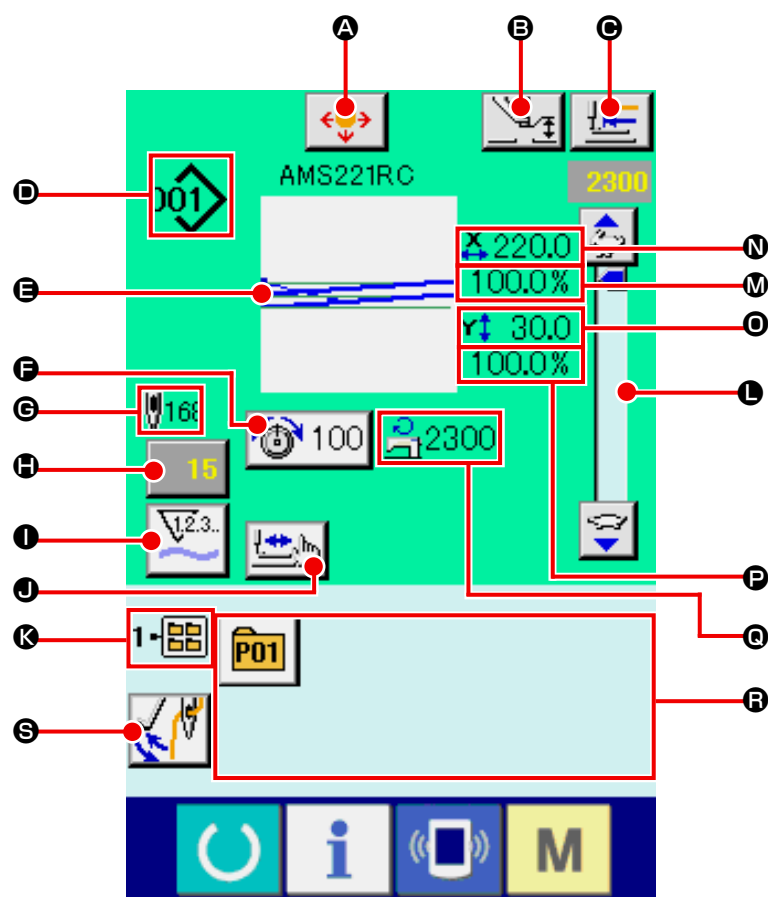 A
B
C
AMS221RC
D
001
2300
X 220.0
N
100.0%
M
E
Y 30.0
O
100.0%
F
L
G
168
100
2300
H
15
I
1.2.3..
J
P
K
1
P01
Q
R
S
i
M